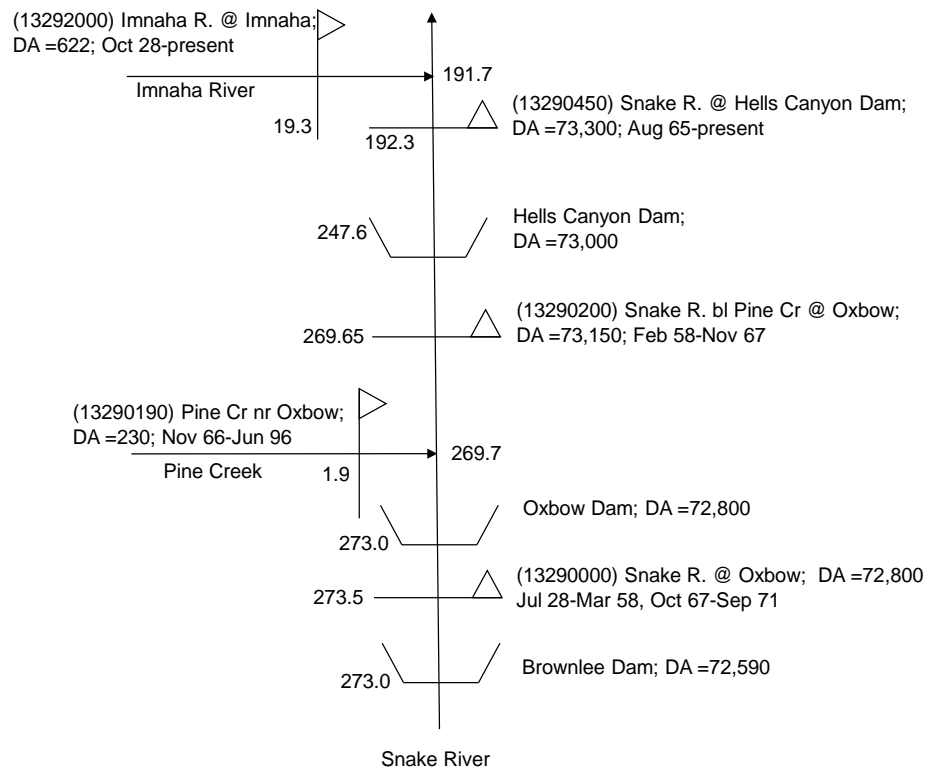 (13292000) Imnaha R. @ Imnaha;
DA =622; Oct 28-present
191.7
Imnaha River
19.3
(13290450) Snake R. @ Hells Canyon Dam;
DA =73,300; Aug 65-present
192.3
Hells Canyon Dam;
DA =73,000
247.6
(13290200) Snake R. bl Pine Cr @ Oxbow;
DA =73,150; Feb 58-Nov 67
269.65
(13290190) Pine Cr nr Oxbow;
DA =230; Nov 66-Jun 96
269.7
Pine Creek
1.9
Oxbow Dam; DA =72,800
273.0
(13290000) Snake R. @ Oxbow; DA =72,800
Jul 28-Mar 58, Oct 67-Sep 71
273.5
Brownlee Dam; DA =72,590
273.0
Snake River